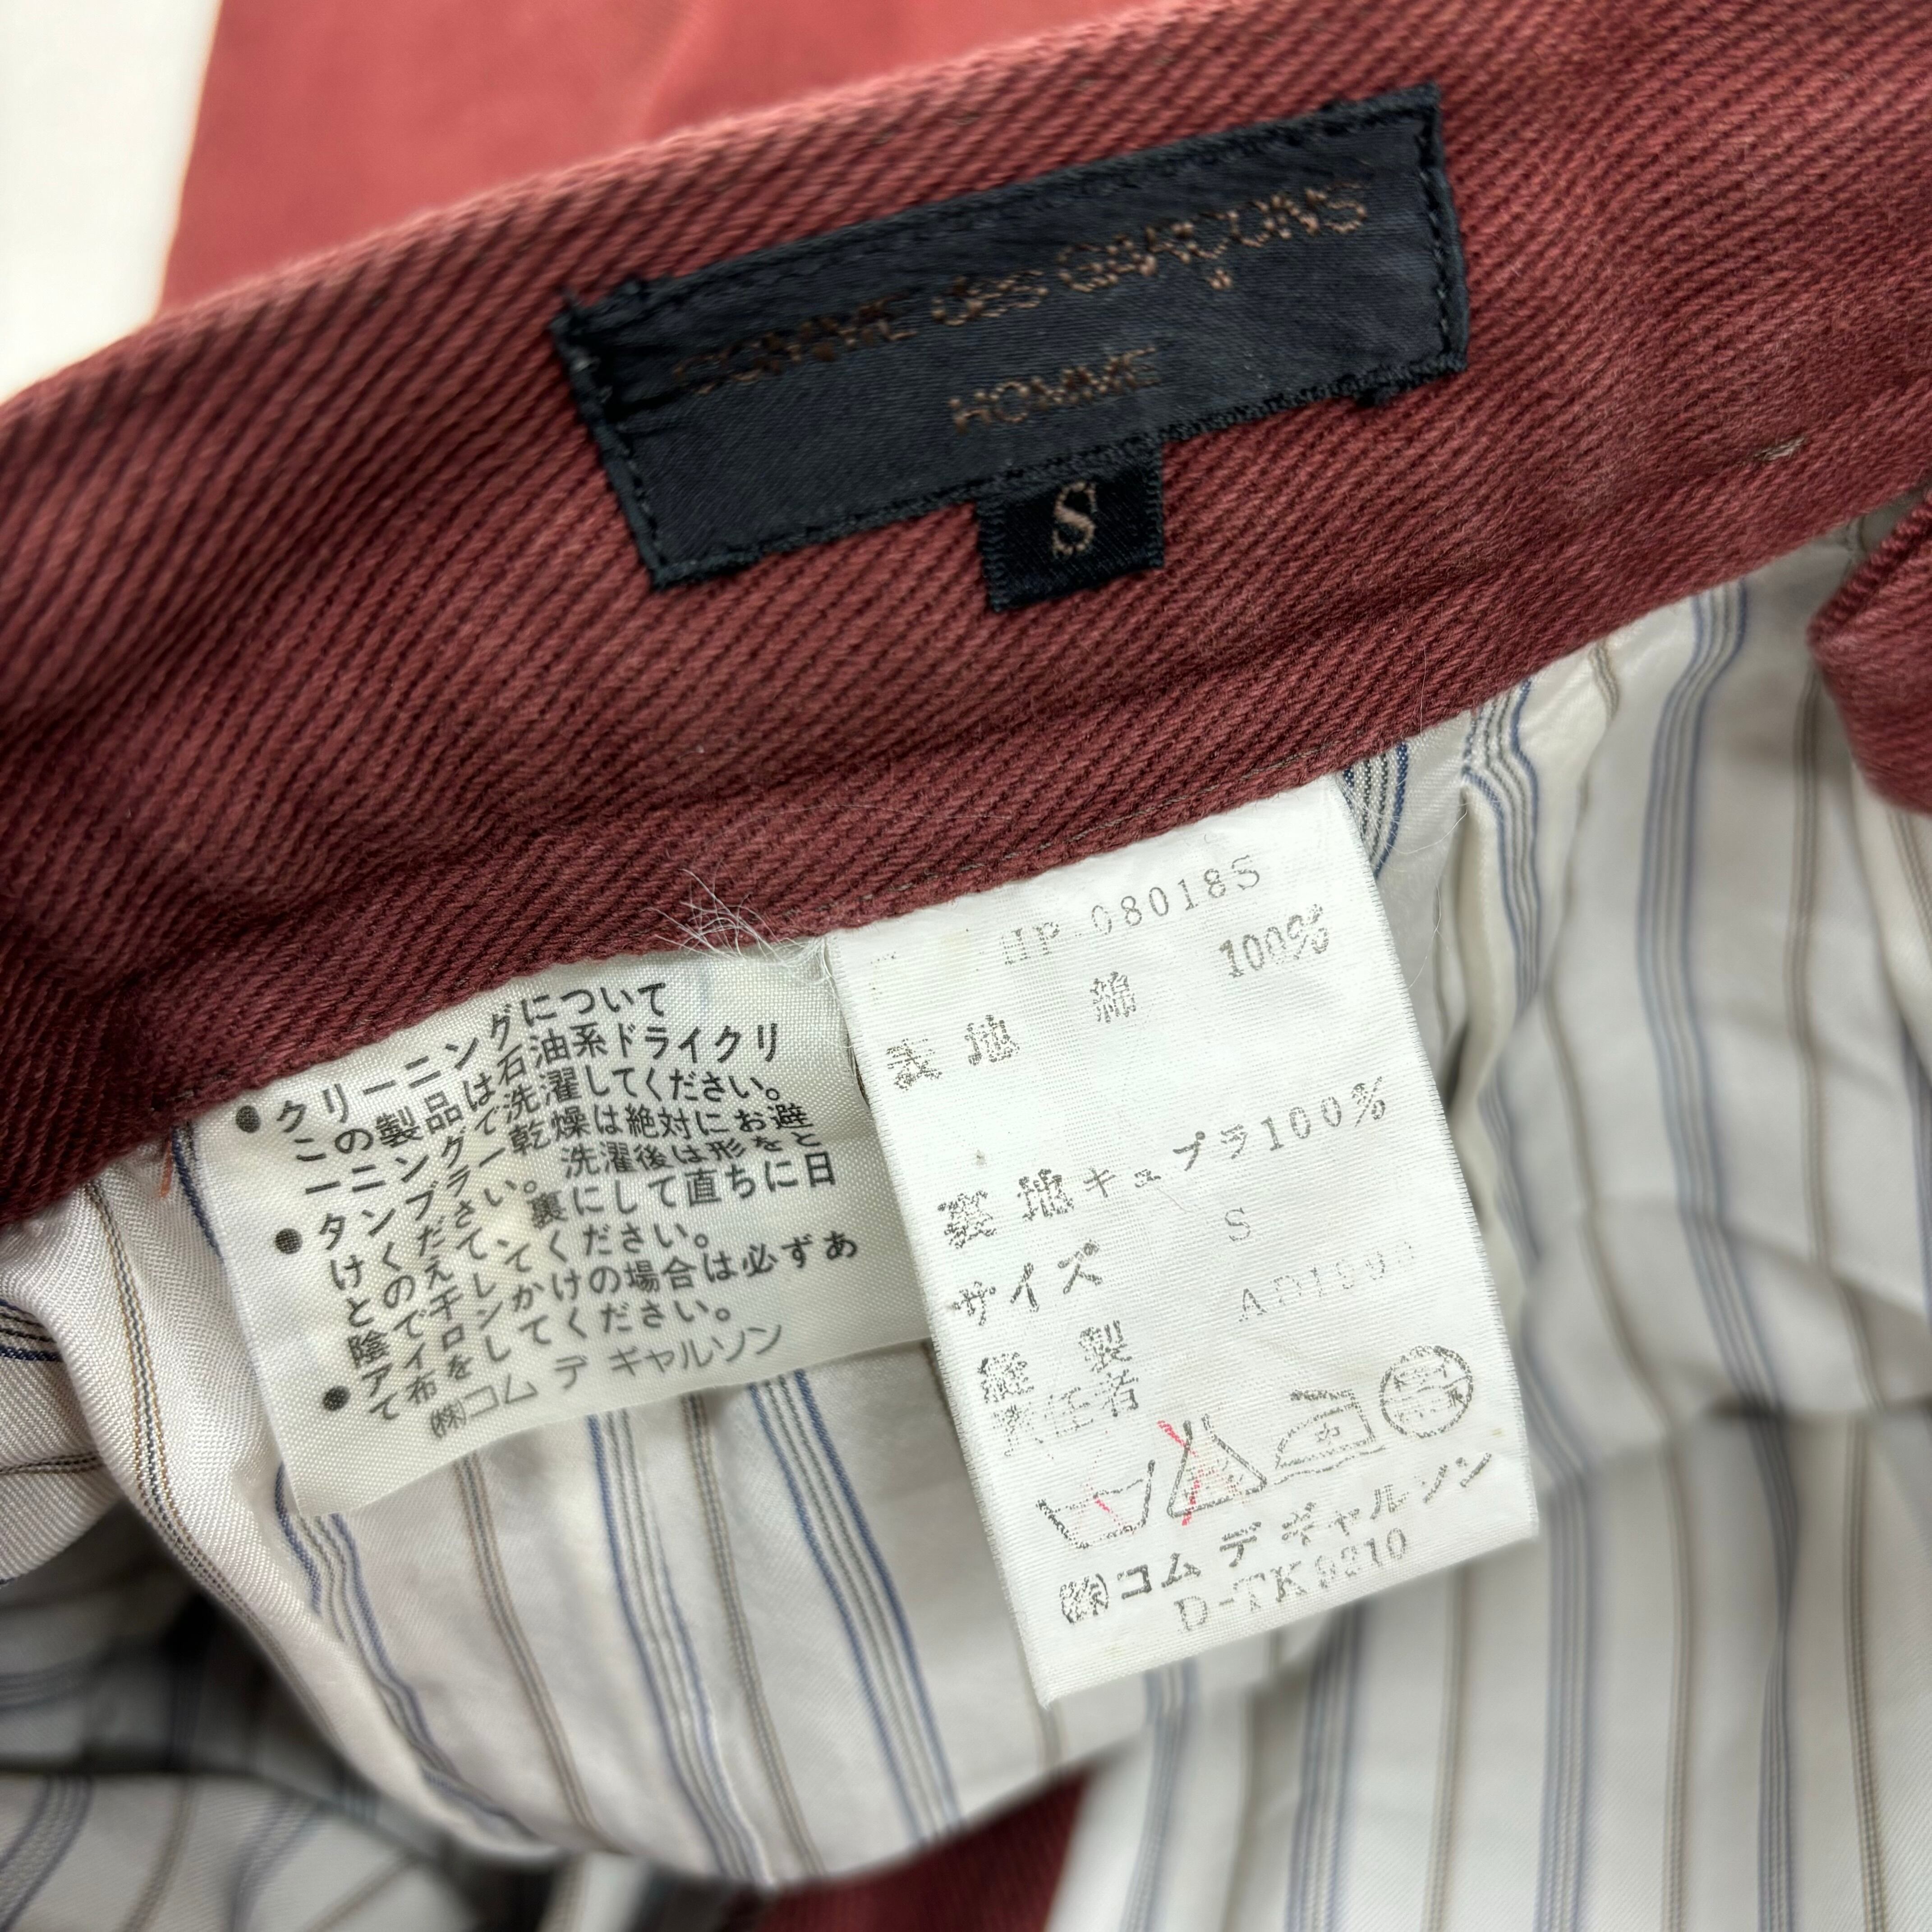 COMME des GARÇONS
HOMME
S
●クリーニングについて
この製品は石油系ドライクリ
ーニングで洗濯してください。
●タンブラー乾燥は絶対にお避
けください。洗濯後は形をと
とのえて、裏にして直ちに日
陰で干してください。
●アイロンかけの場合は必ずあ
て布をしてください。
㈱コム デ ギャルソン
HP-08018S
表 地 綿 100%
裏 地 キュプラ100%
サイズ S
縫 製
責任者
㈱コム デ ギャルソン
D-TK9210